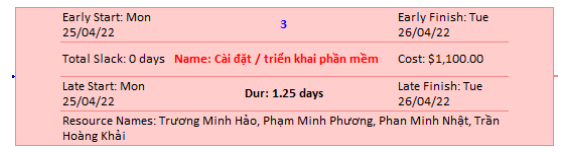 Early Start: Mon 25/04/22
3
Early Finish: Tue 26/04/22
Total Slack: 0 days
Name: Cài đặt / triển khai phần mềm
Cost: $1,100.00
Late Start: Mon 25/04/22
Dur: 1.25 days
Late Finish: Tue 26/04/22
Resource Names: Trương Minh Hảo, Phạm Minh Phương, Phan Minh Nhật, Trần
Hoàng Khải